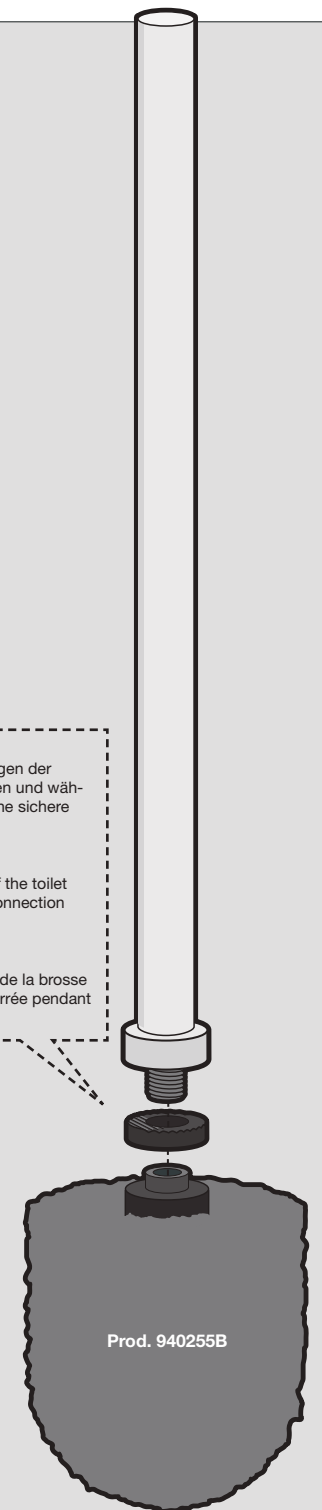 gen der
en und wäh-
ne sichere
f the toilet
onnection
de la brosse
rrée pendant
Prod. 940255B